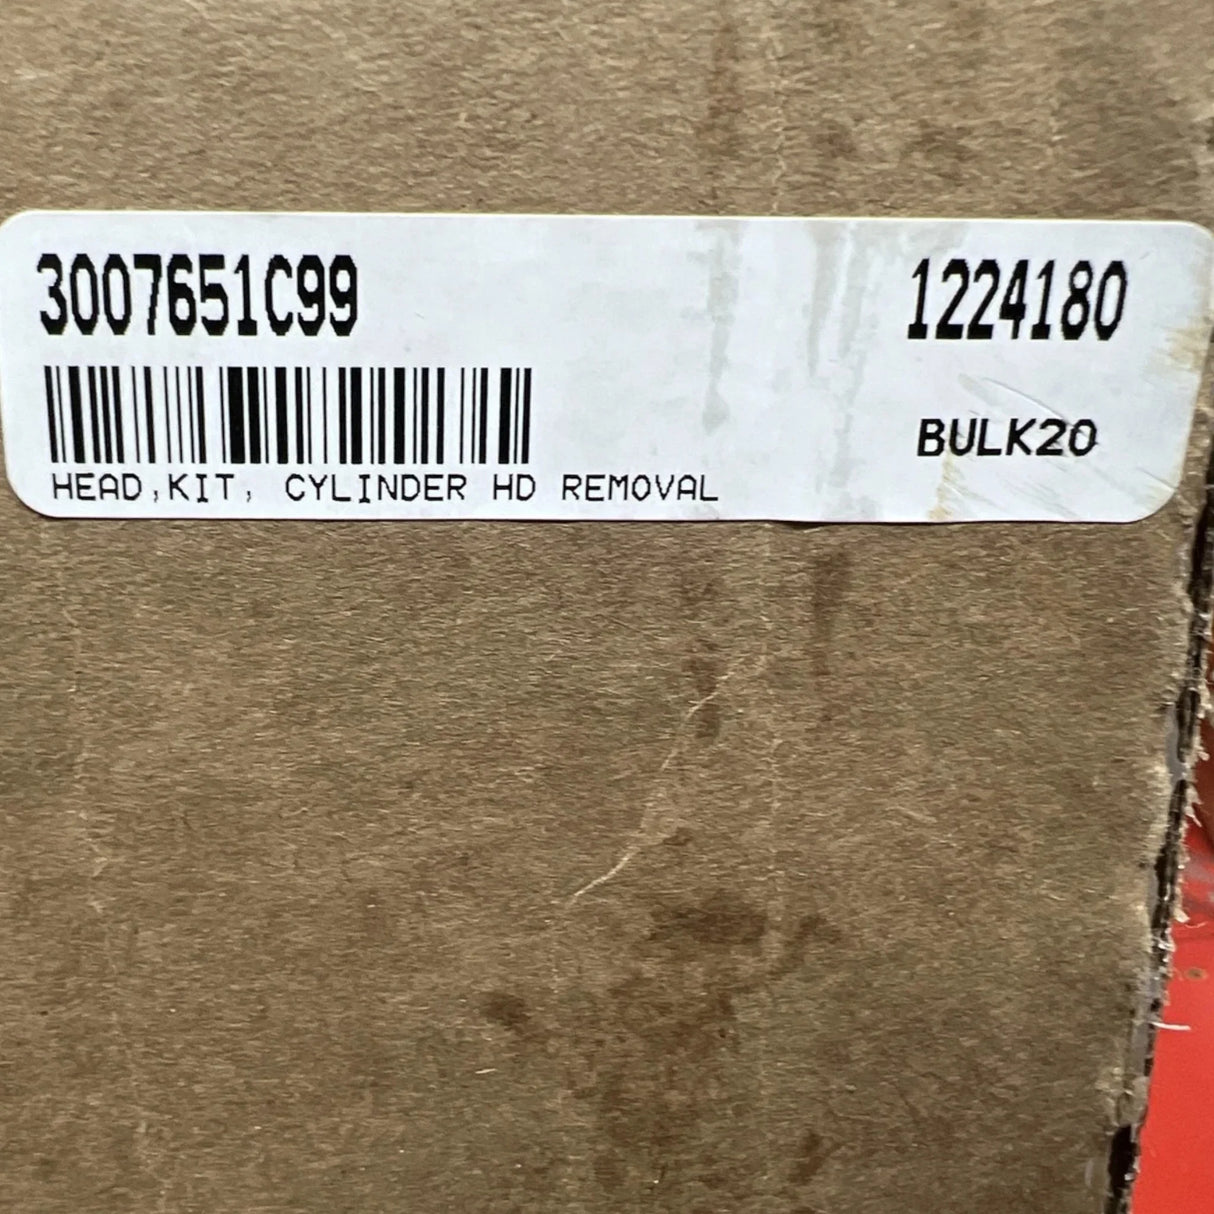 3007651C99 1224180
BULK20
HEAD,KIT, CYLINDER HD REMOVAL